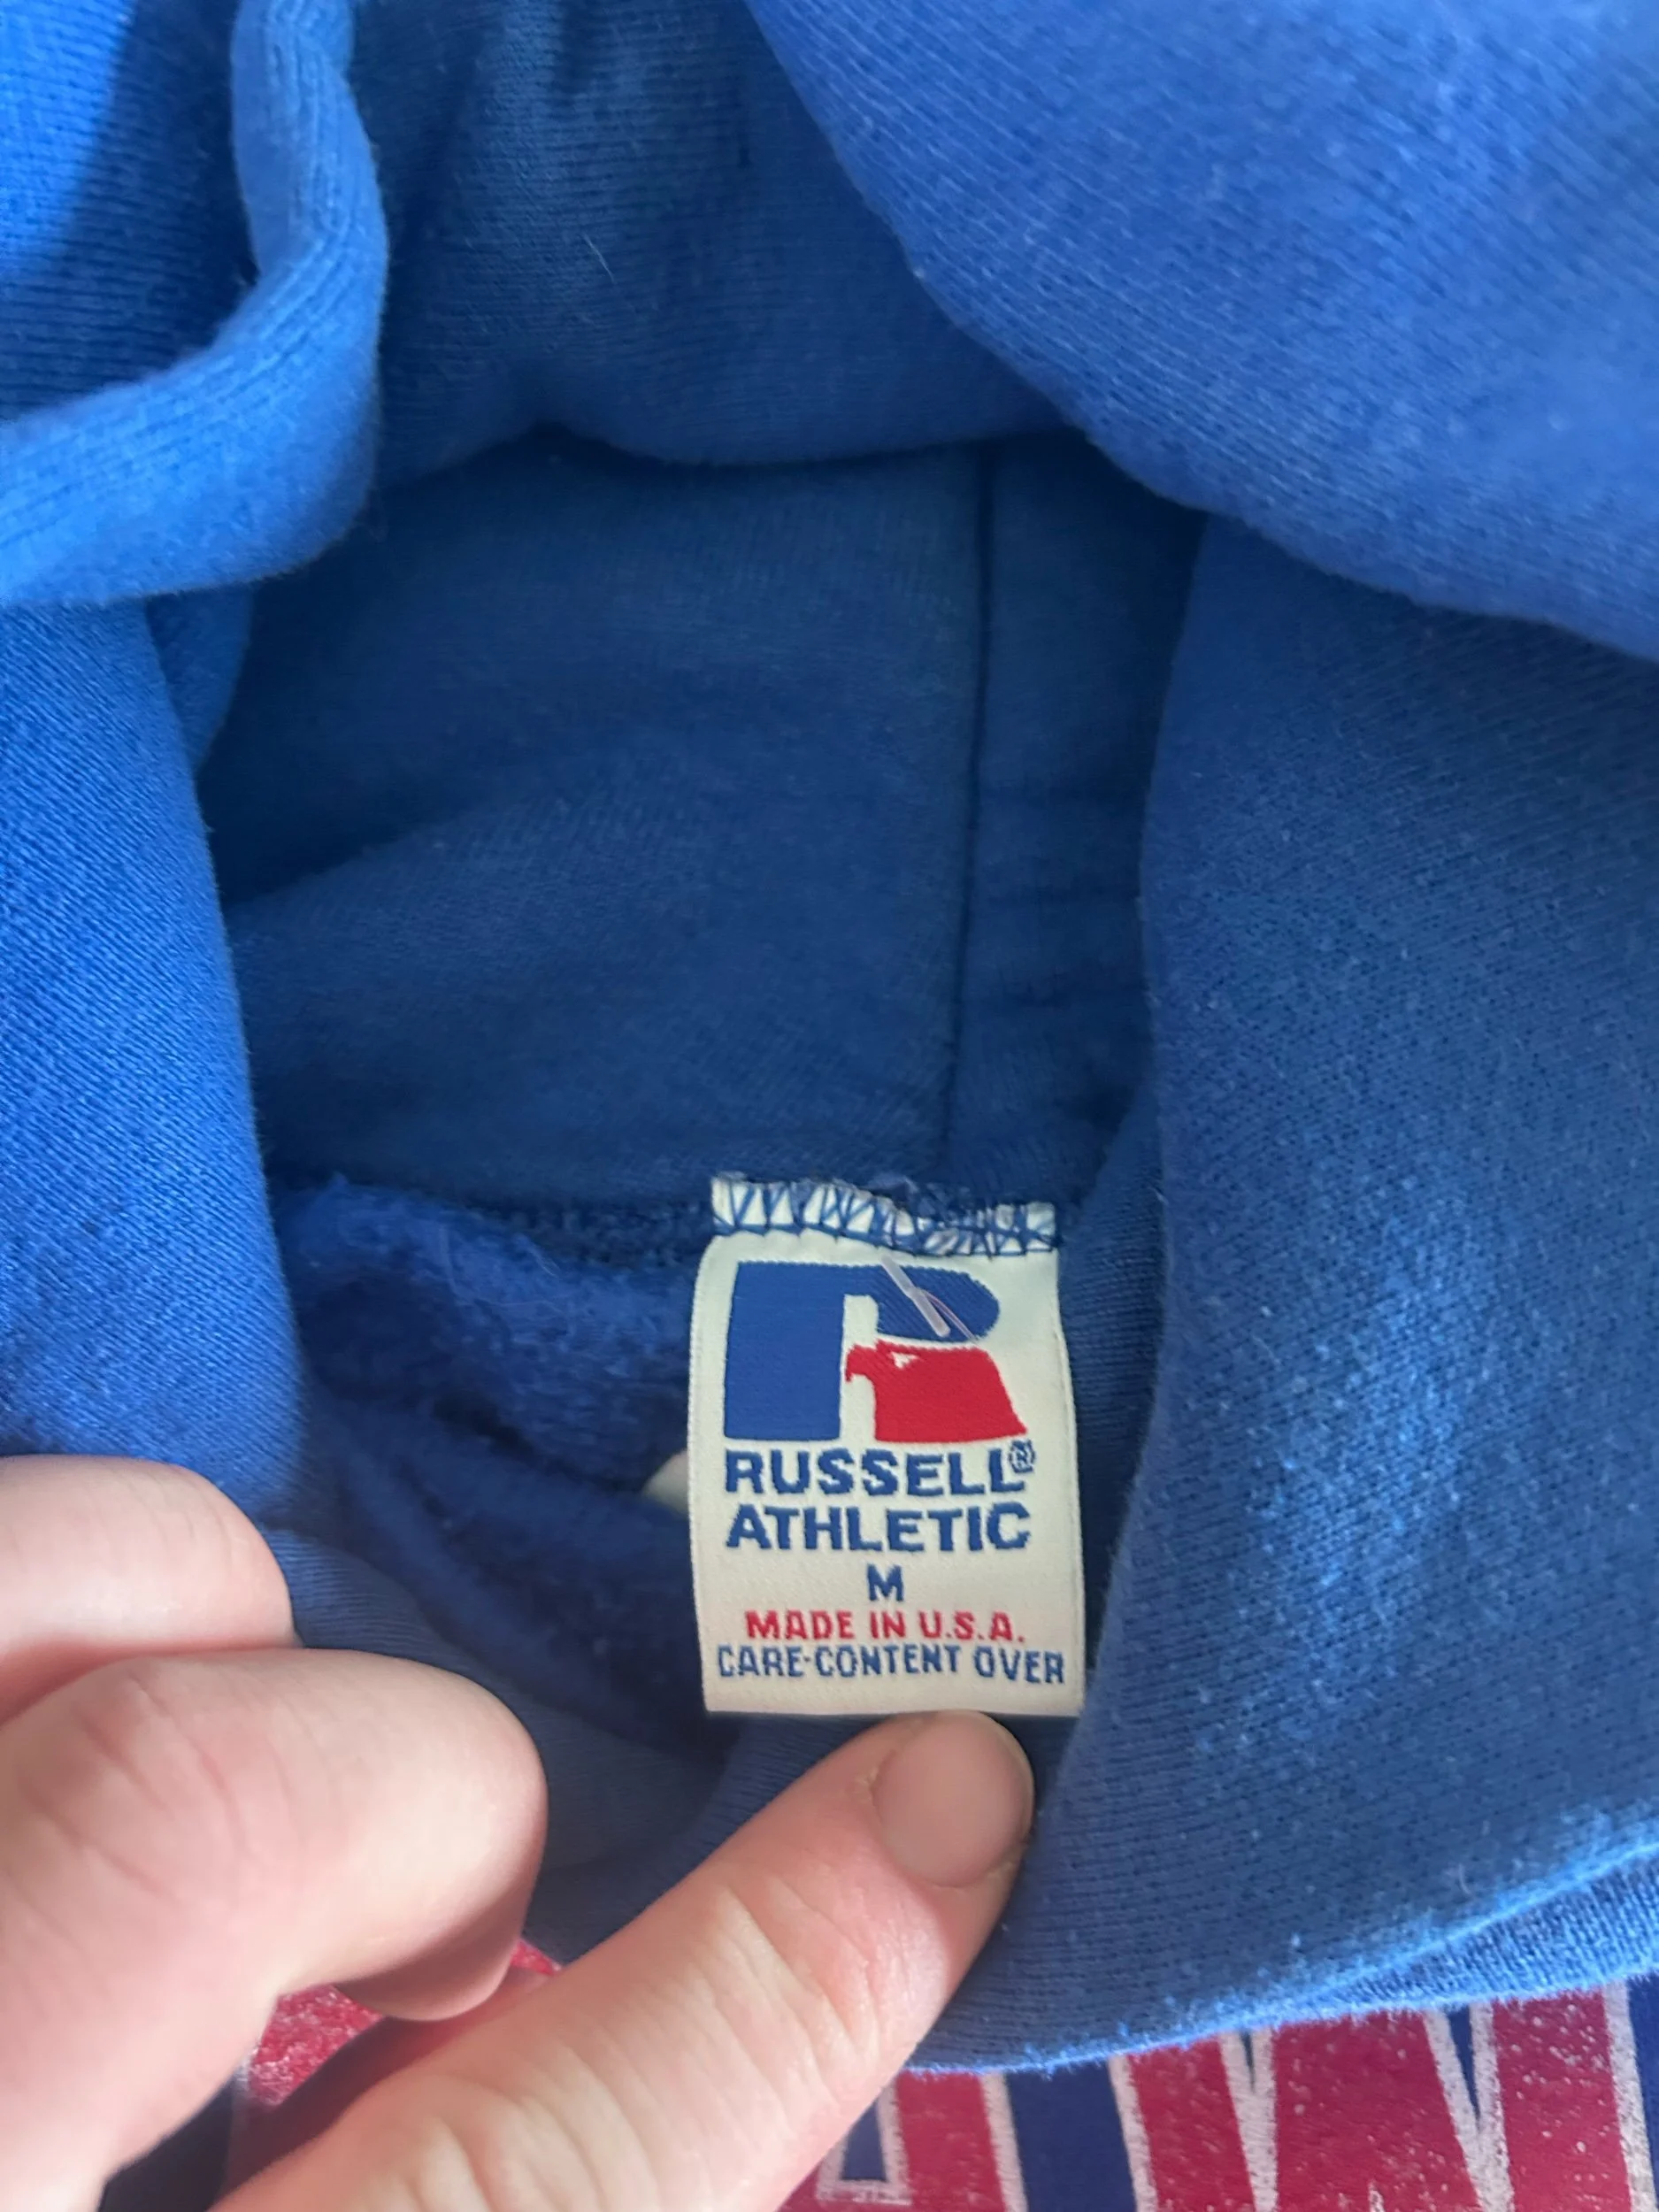 RUSSELL®
ATHLETIC
M
MADE IN U.S.A.
CARE-CONTENT OVER